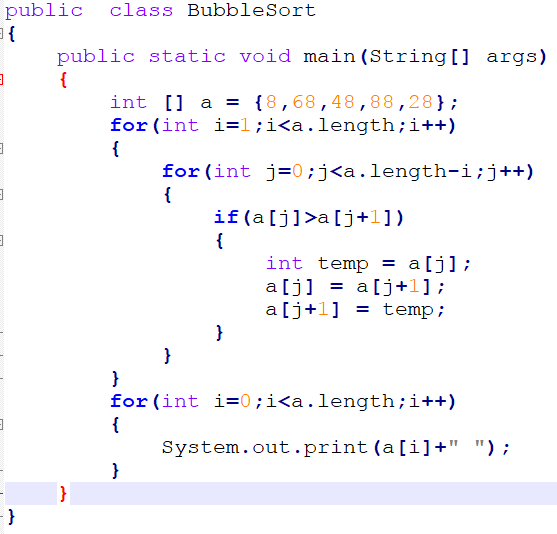 public  class BubbleSort
{
    public static void main(String[] args)
    {
        int [] a = {8,68,48,88,28};
        for(int i=1;i<a.length;i++)
        {
            for(int j=0;j<a.length-i;j++)
            {
                if(a[j]>a[j+1])
                {
                    int temp = a[j];
                    a[j] = a[j+1];
                    a[j+1] = temp;
                }
            }
        }
        for(int i=0;i<a.length;i++)
        {
            System.out.print(a[i]+" ");
        }
    }
}